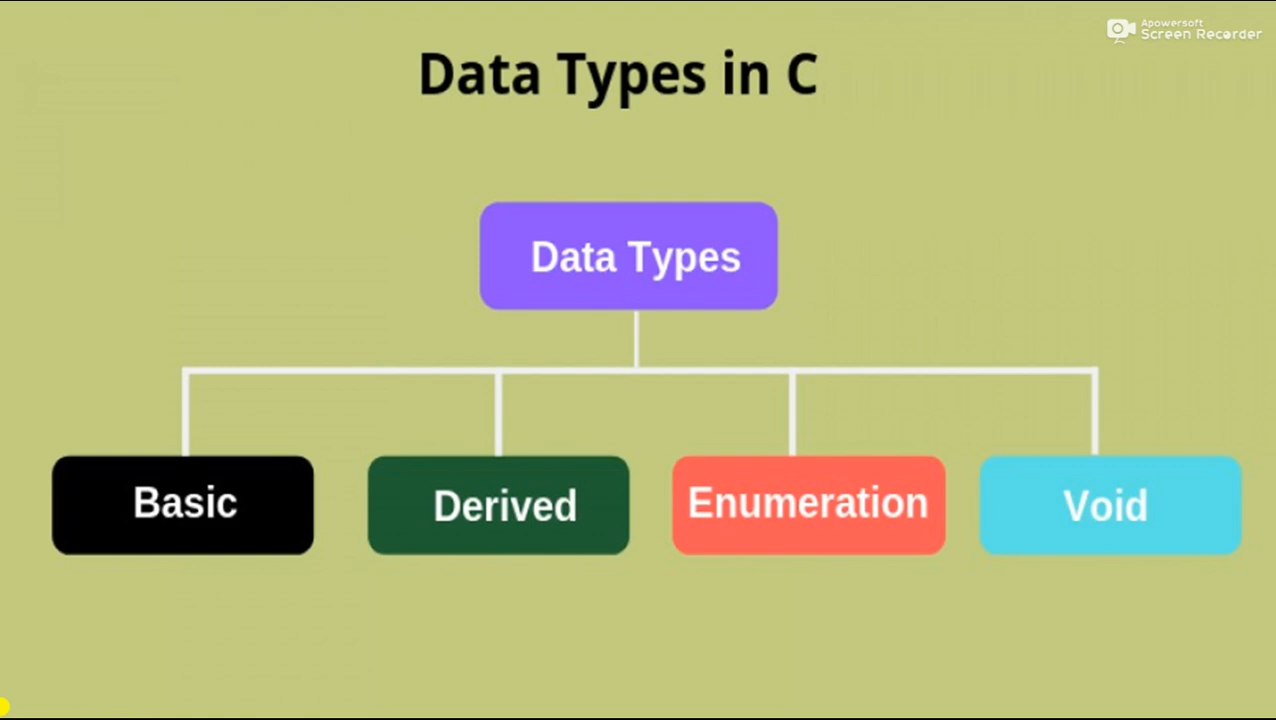 Apowersoft
Screen Recorder
Data Types in C
Data Types
Basic
Derived
Enumeration
Void